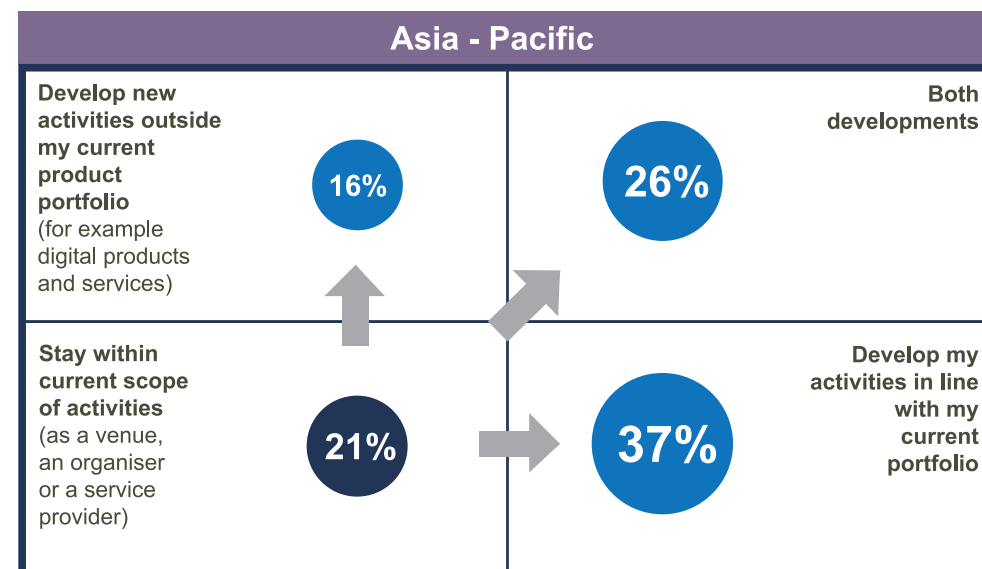 Asia - Pacific
Develop new
activities outside
my current
product
portfolio
(for example
digital products
and services)
16%
Both
developments
26%
Stay within
current scope
of activities
(as a venue,
an organiser
or a service
provider)
21%
Develop my
activities in line
with my
current
portfolio
37%